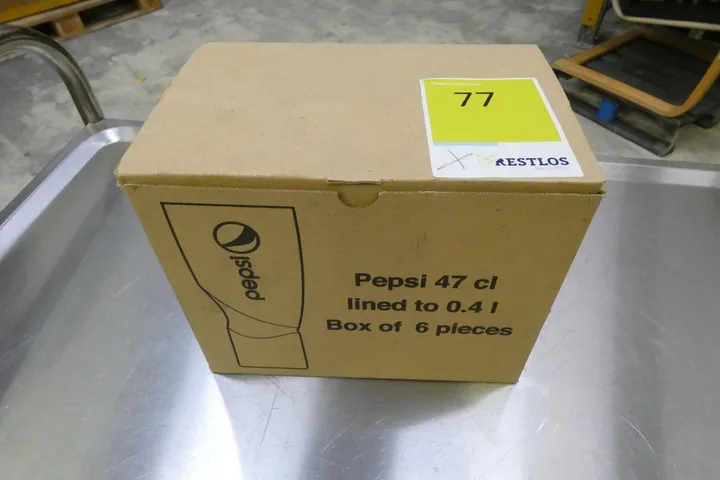 77
RESTLOS
pepsi
Pepsi 47 cl
lined to 0.4 l
Box of 6 pieces